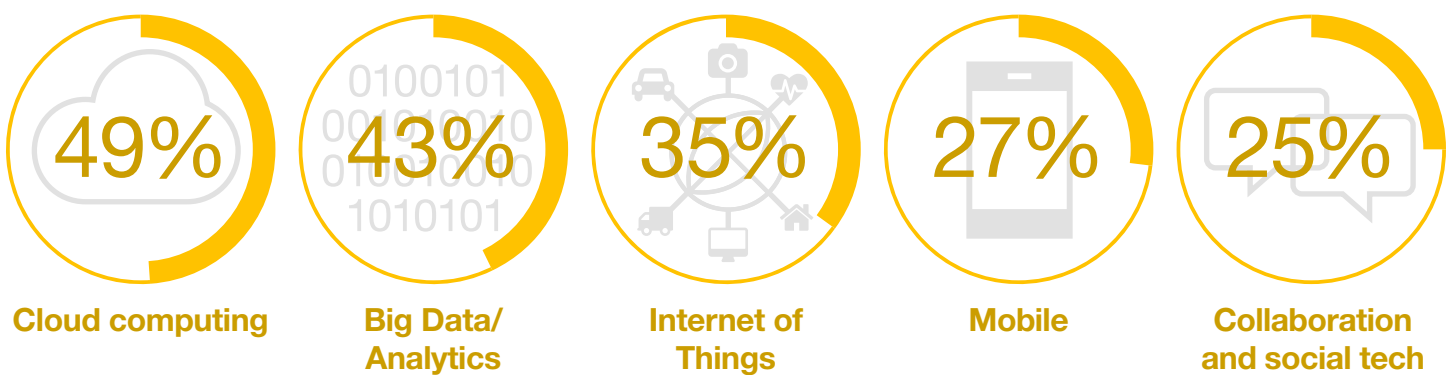 49%
43%
35%
27%
25%
0100101
1010101
Cloud computing
Big Data/
Analytics
Internet of
Things
Mobile
Collaboration
and social tech